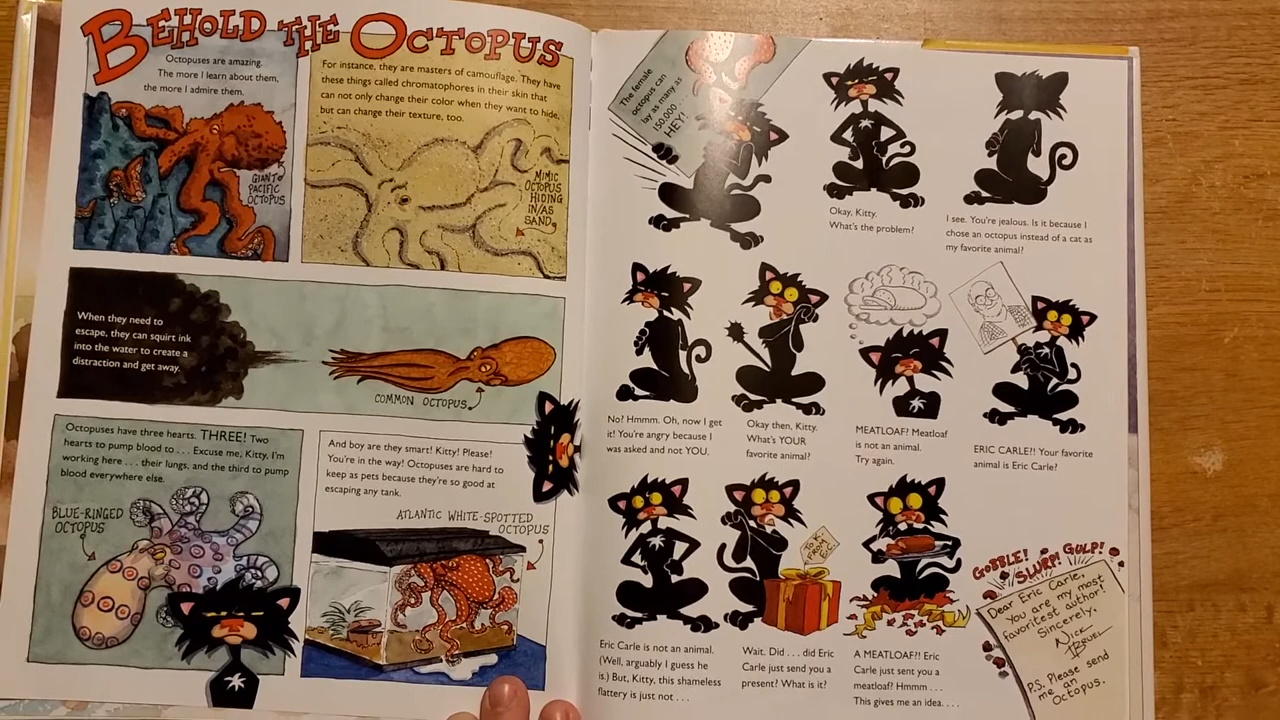 BEHOLD THE OCTOPUS
Octopuses are amazing.
The more I learn about them,
the more I admire them.
GIANT
PACIFIC
OCTOPUS
For instance, they are masters of camouflage. They have
these things called chromatophores in their skin that
can not only change their color when they want to hide,
but can change their texture, too.
MIMIC
OCTOPUS
HIDING
IN/AS
SAND
When they need to
escape, they can squirt ink
into the water to create a
distraction and get away.
COMMON OCTOPUS
Octopuses have three hearts. THREE! Two
hearts to pump blood to . . . Excuse me, Kitty, I'm
working here . . . their lungs, and the third to pump
blood everywhere else.
BLUE-RINGED
OCTOPUS
And boy are they smart! Kitty! Please!
You're in the way! Octopuses are hard to
keep as pets because they're so good at
escaping any tank.
ATLANTIC WHITE-SPOTTED
OCTOPUS
The female
octopus can
lay as many as
150,000
HEY!
Okay, Kitty.
What's the problem?
I see. You're jealous. Is it because I
chose an octopus instead of a cat as
my favorite animal?
No? Hmmm. Oh, now I get
it! You're angry because I
was asked and not YOU.
Okay then, Kitty.
What's YOUR
favorite animal?
MEATLOAF? Meatloaf
is not an animal.
Try again.
ERIC CARLE?! Your favorite
animal is Eric Carle?
Eric Carle is not an animal.
(Well, arguably I guess he
is.) But, Kitty, this shameless
flattery is just not . . .
TO K.
FROM
E.C.
Wait. Did . . . did Eric
Carle just send you a
present? What is it?
A MEATLOAF?! Eric
Carle just sent you a
meatloaf? Hmmm . . .
This gives me an idea. . . .
GOBBLE!
SLURP! GULP!
Dear Eric Carle,
You are my most
favoritest author!
Sincerely,
NICK
BRUEL
P.S. Please send
me an
Octopus.